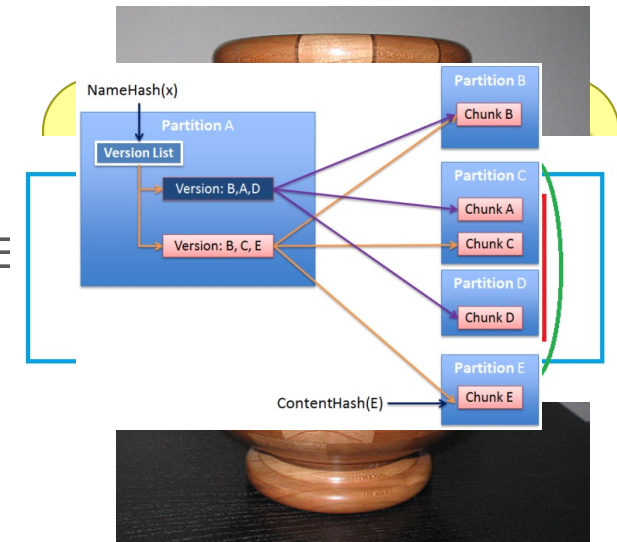 NameHash(x)
Partition A
Version List
Version: B,A,D
Version: B, C, E
Partition B
Chunk B
Partition C
Chunk A
Chunk C
Partition D
Chunk D
Partition E
Chunk E
ContentHash(E)